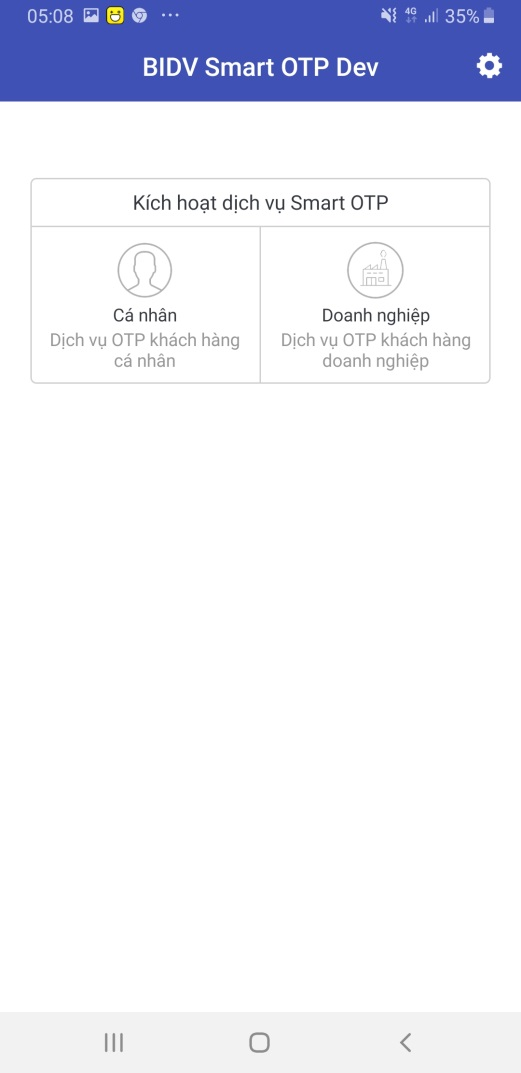 05:08
4G
35%
BIDV Smart OTP Dev
Kích hoạt dịch vụ Smart OTP
Cá nhân
Dịch vụ OTP khách hàng
cá nhân
Doanh nghiệp
Dịch vụ OTP khách hàng
doanh nghiệp